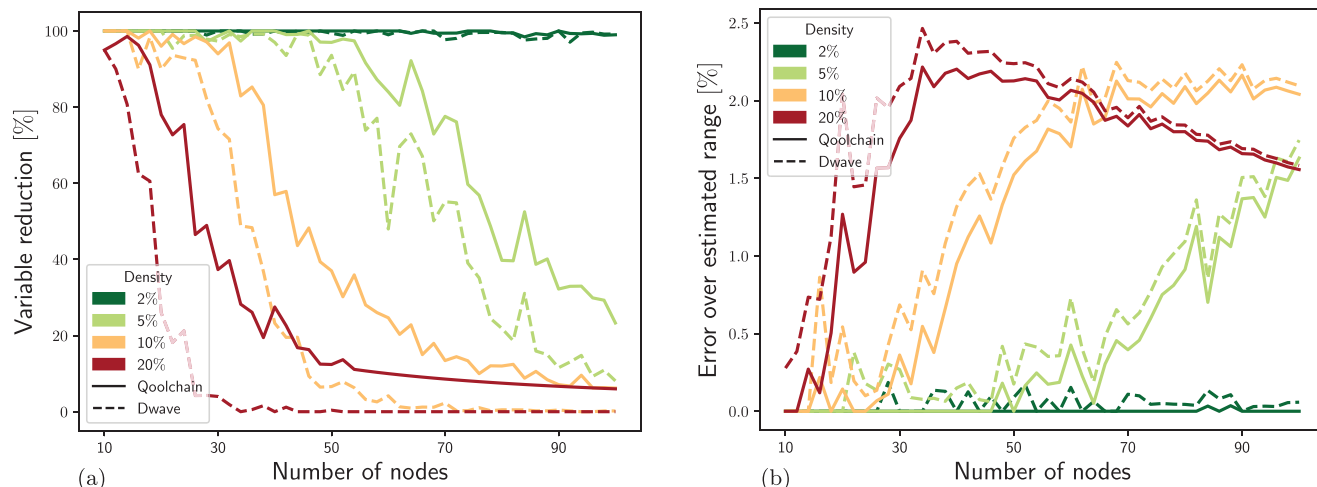 100
80
60
40
20
0
Variable reduction [%]
Density
2%
5%
10%
20%
Qoolchain
Dwave
10
30
50
70
90
Number of nodes
(a)
2.5
2.0
1.5
1.0
0.5
0.0
Error over estimated range [%]
Density
2%
5%
10%
20%
Qoolchain
Dwave
10
30
50
70
90
Number of nodes
(b)